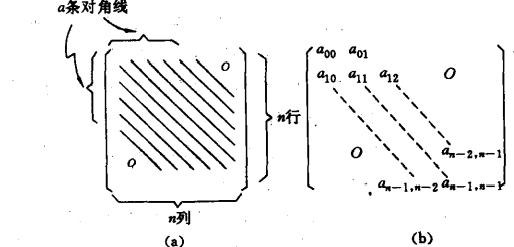 a条对角线
O
O
n行
n列
(a)
a₀₀ a₀₁
a₁₀ a₁₁ a₁₂
O
O
aₙ₋₂,ₙ₋₁
aₙ₋₁,ₙ₋₂ aₙ₋₁,ₙ₋₁
(b)